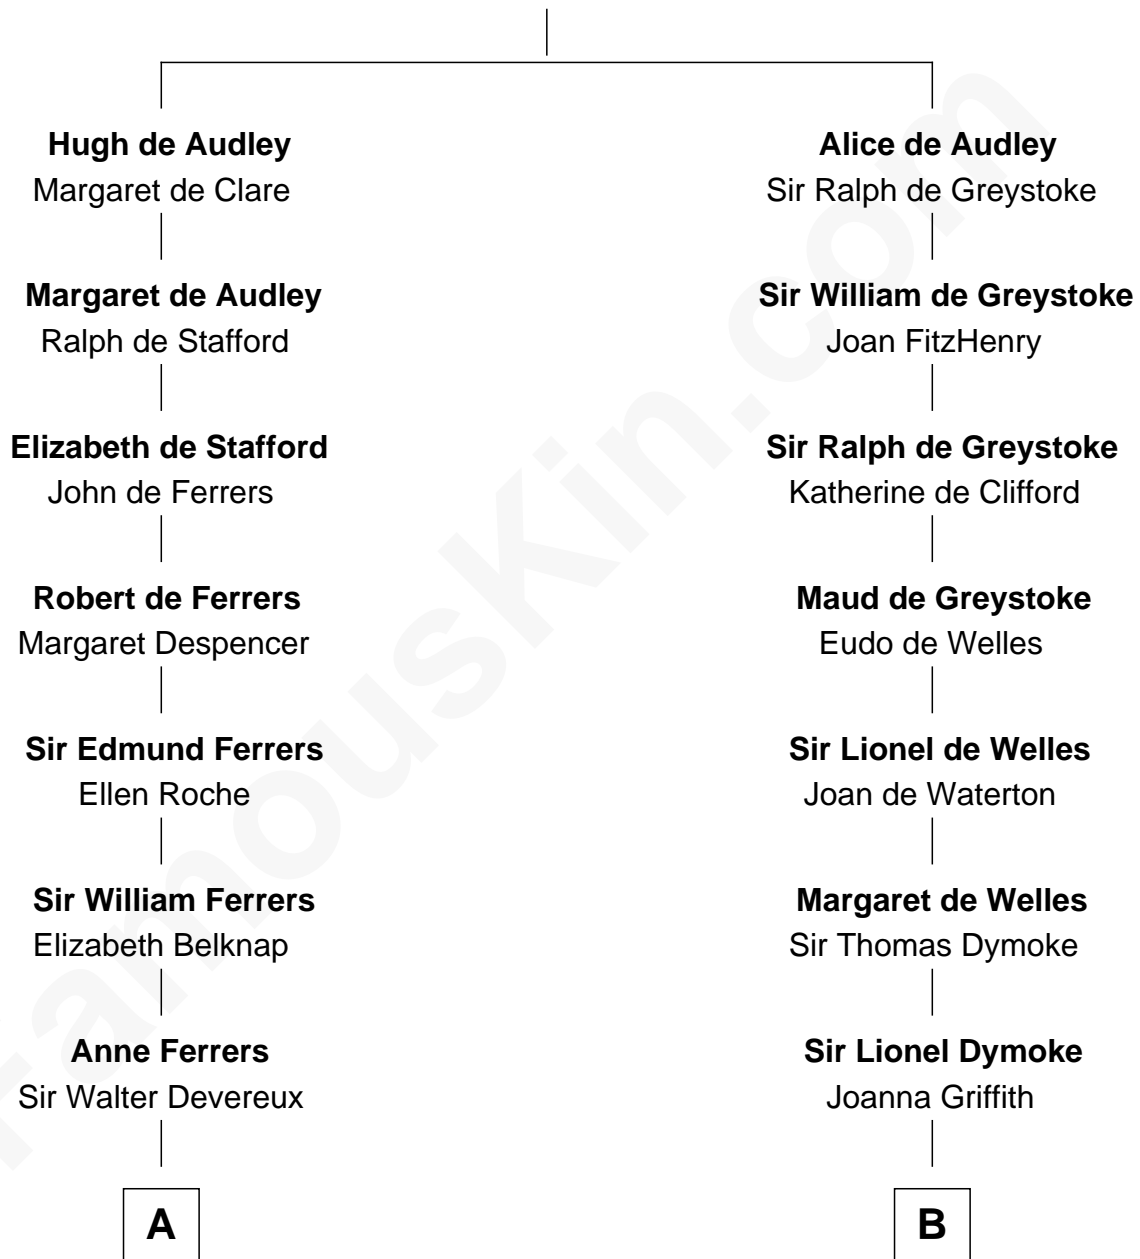 Hugh de Audley
Margaret de Clare
Alice de Audley
Sir Ralph de Greystoke
Margaret de Audley
Ralph de Stafford
Sir William de Greystoke
Joan FitzHenry
Elizabeth de Stafford
John de Ferrers
Sir Ralph de Greystoke
Katherine de Clifford
Robert de Ferrers
Margaret Despencer
Maud de Greystoke
Eudo de Welles
Sir Edmund Ferrers
Ellen Roche
Sir Lionel de Welles
Joan de Waterton
Sir William Ferrers
Elizabeth Belknap
Margaret de Welles
Sir Thomas Dymoke
Anne Ferrers
Sir Walter Devereux
Sir Lionel Dymoke
Joanna Griffith
A
B
FamousKin.com